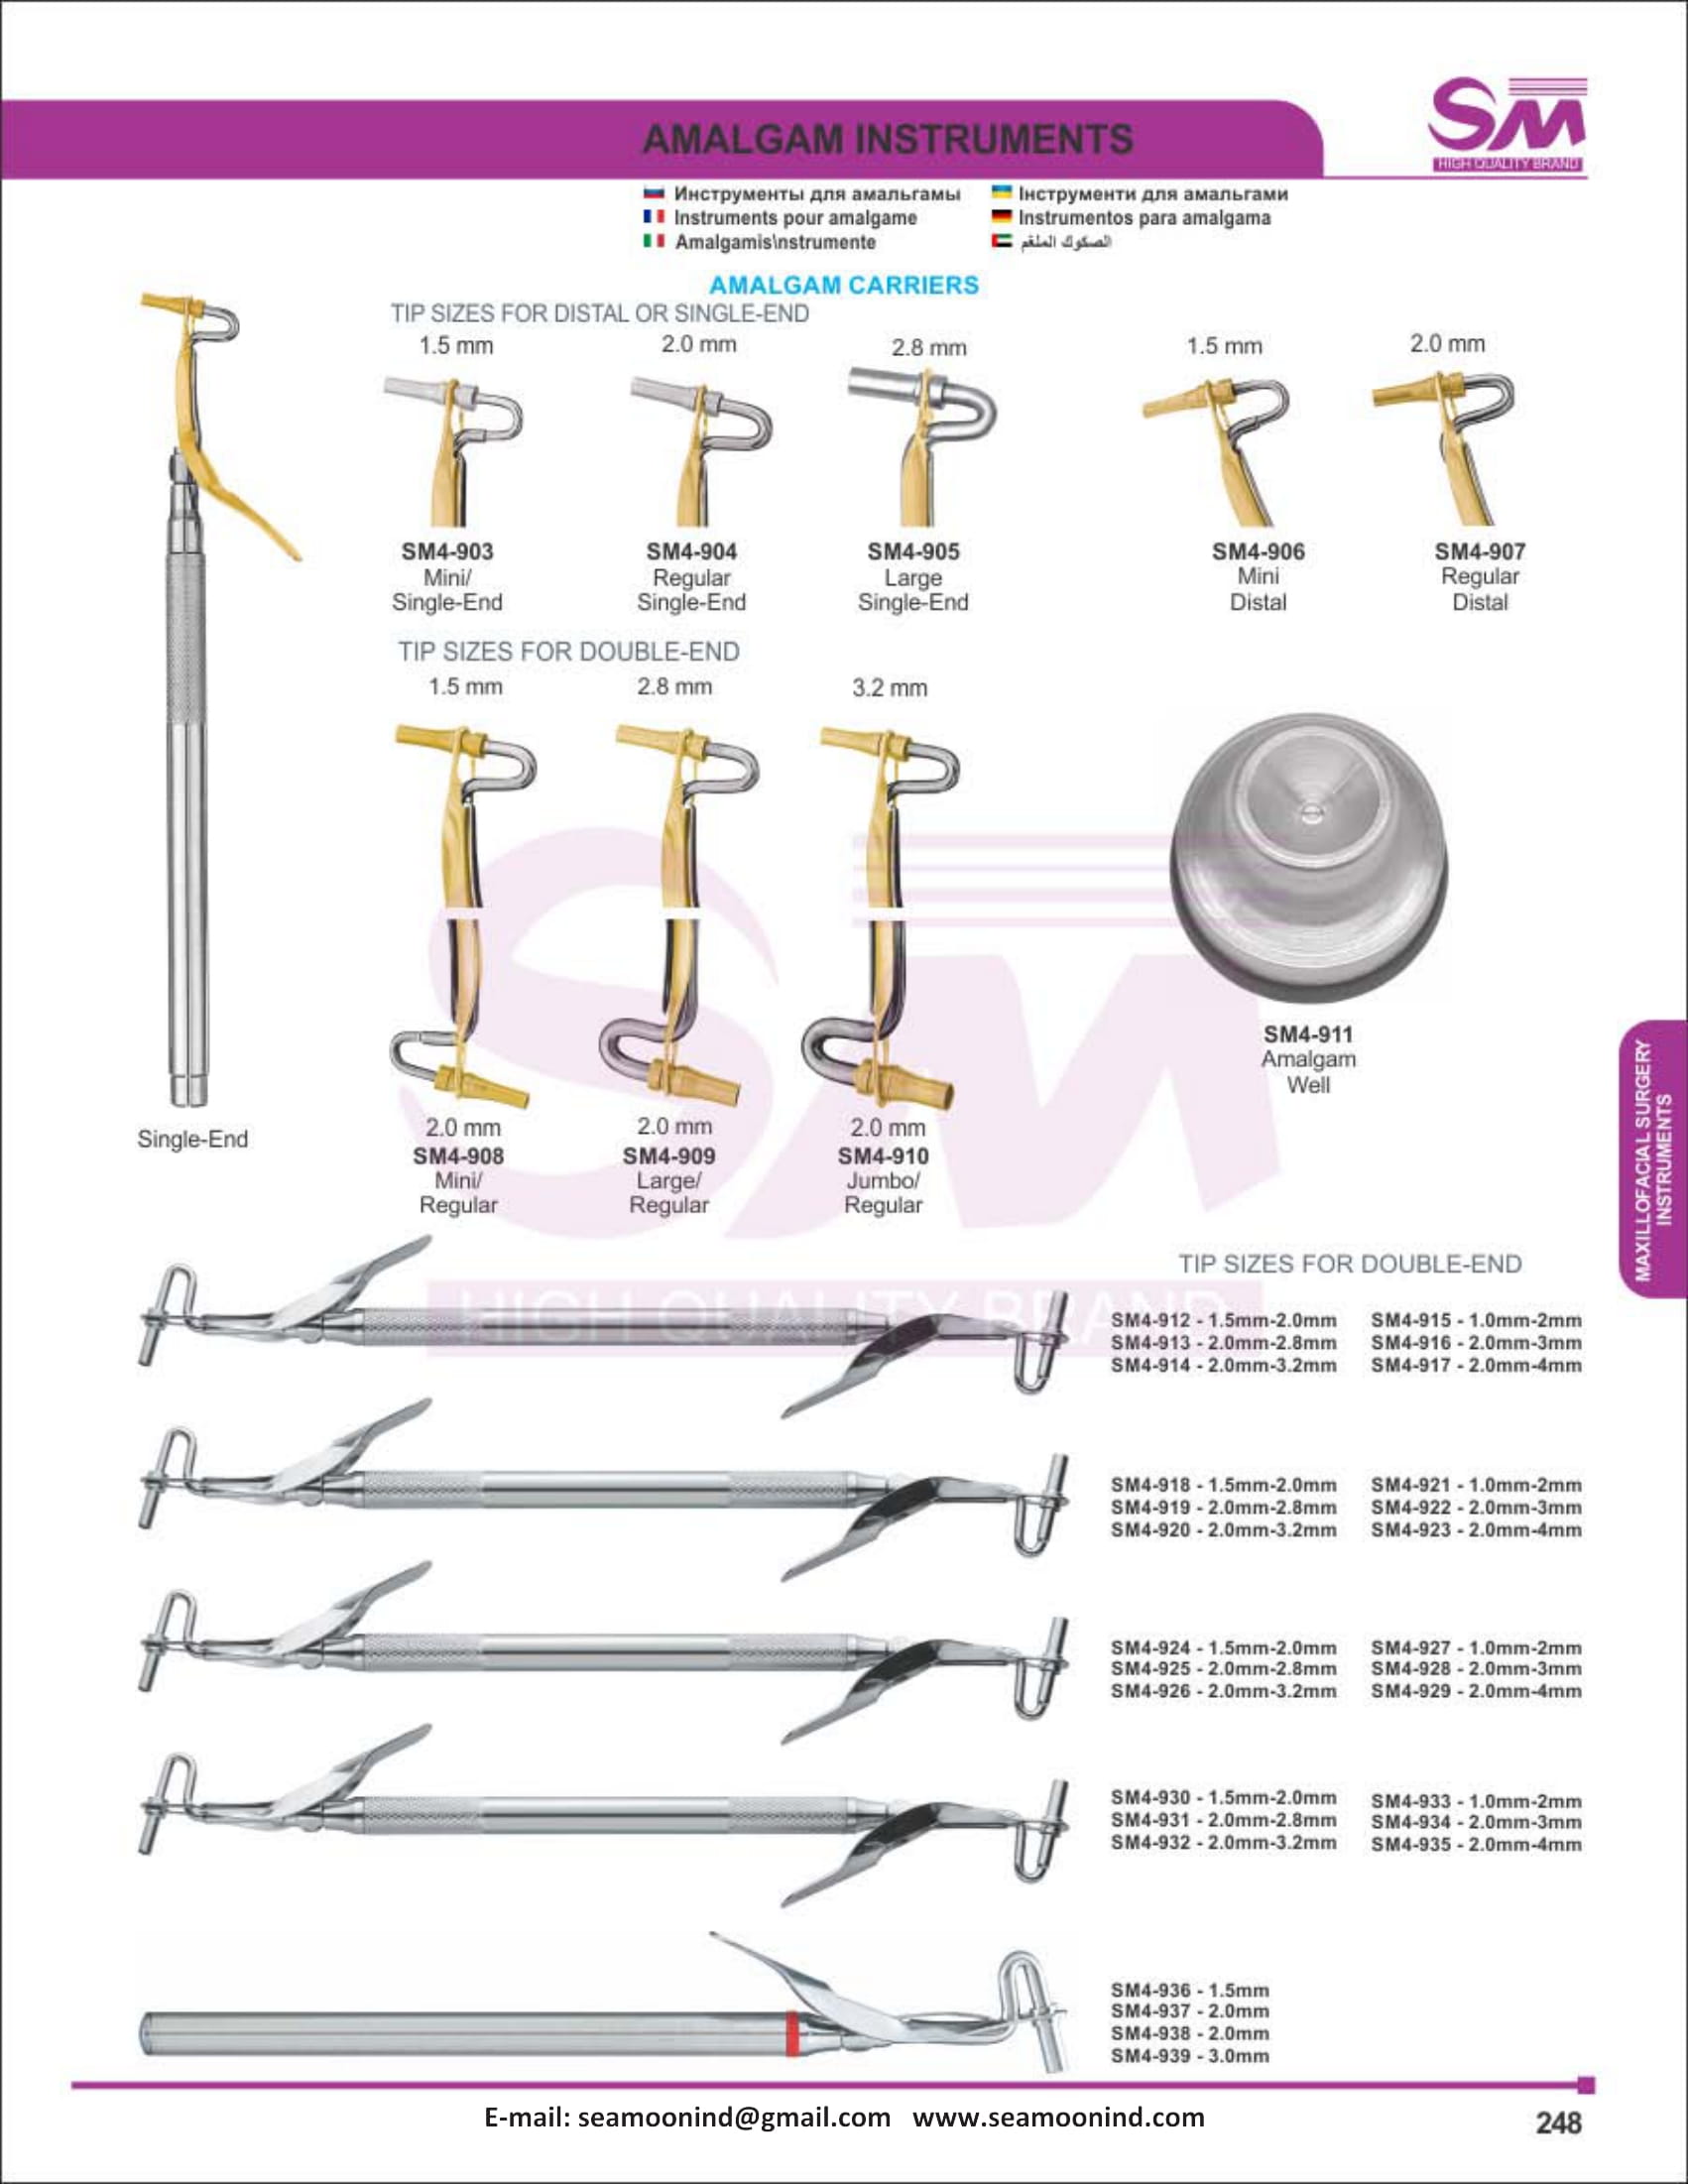 SM
HIGH QUALITY BRAND
AMALGAM INSTRUMENTS
Инструменты для амальгамы
Інструменти для амальгами
Instruments pour amalgame
Instrumentos para amalgama
Amalgamis\nstrumente
الصكوك الملغم
AMALGAM CARRIERS
TIP SIZES FOR DISTAL OR SINGLE-END
1.5 mm
2.0 mm
2.8 mm
1.5 mm
2.0 mm
SM4-903
Mini/
Single-End
SM4-904
Regular
Single-End
SM4-905
Large
Single-End
SM4-906
Mini
Distal
SM4-907
Regular
Distal
TIP SIZES FOR DOUBLE-END
1.5 mm
2.8 mm
3.2 mm
Single-End
2.0 mm
SM4-908
Mini/
Regular
2.0 mm
SM4-909
Large/
Regular
2.0 mm
SM4-910
Jumbo/
Regular
SM4-911
Amalgam
Well
SM
HIGH QUALITY BRAND
MAXILLOFACIAL SURGERY
INSTRUMENTS
TIP SIZES FOR DOUBLE-END
SM4-912 - 1.5mm-2.0mm
SM4-913 - 2.0mm-2.8mm
SM4-914 - 2.0mm-3.2mm
SM4-915 - 1.0mm-2mm
SM4-916 - 2.0mm-3mm
SM4-917 - 2.0mm-4mm
SM4-918 - 1.5mm-2.0mm
SM4-919 - 2.0mm-2.8mm
SM4-920 - 2.0mm-3.2mm
SM4-921 - 1.0mm-2mm
SM4-922 - 2.0mm-3mm
SM4-923 - 2.0mm-4mm
SM4-924 - 1.5mm-2.0mm
SM4-925 - 2.0mm-2.8mm
SM4-926 - 2.0mm-3.2mm
SM4-927 - 1.0mm-2mm
SM4-928 - 2.0mm-3mm
SM4-929 - 2.0mm-4mm
SM4-930 - 1.5mm-2.0mm
SM4-931 - 2.0mm-2.8mm
SM4-932 - 2.0mm-3.2mm
SM4-933 - 1.0mm-2mm
SM4-934 - 2.0mm-3mm
SM4-935 - 2.0mm-4mm
SM4-936 - 1.5mm
SM4-937 - 2.0mm
SM4-938 - 2.0mm
SM4-939 - 3.0mm
E-mail: seamoonind@gmail.com www.seamoonind.com
248